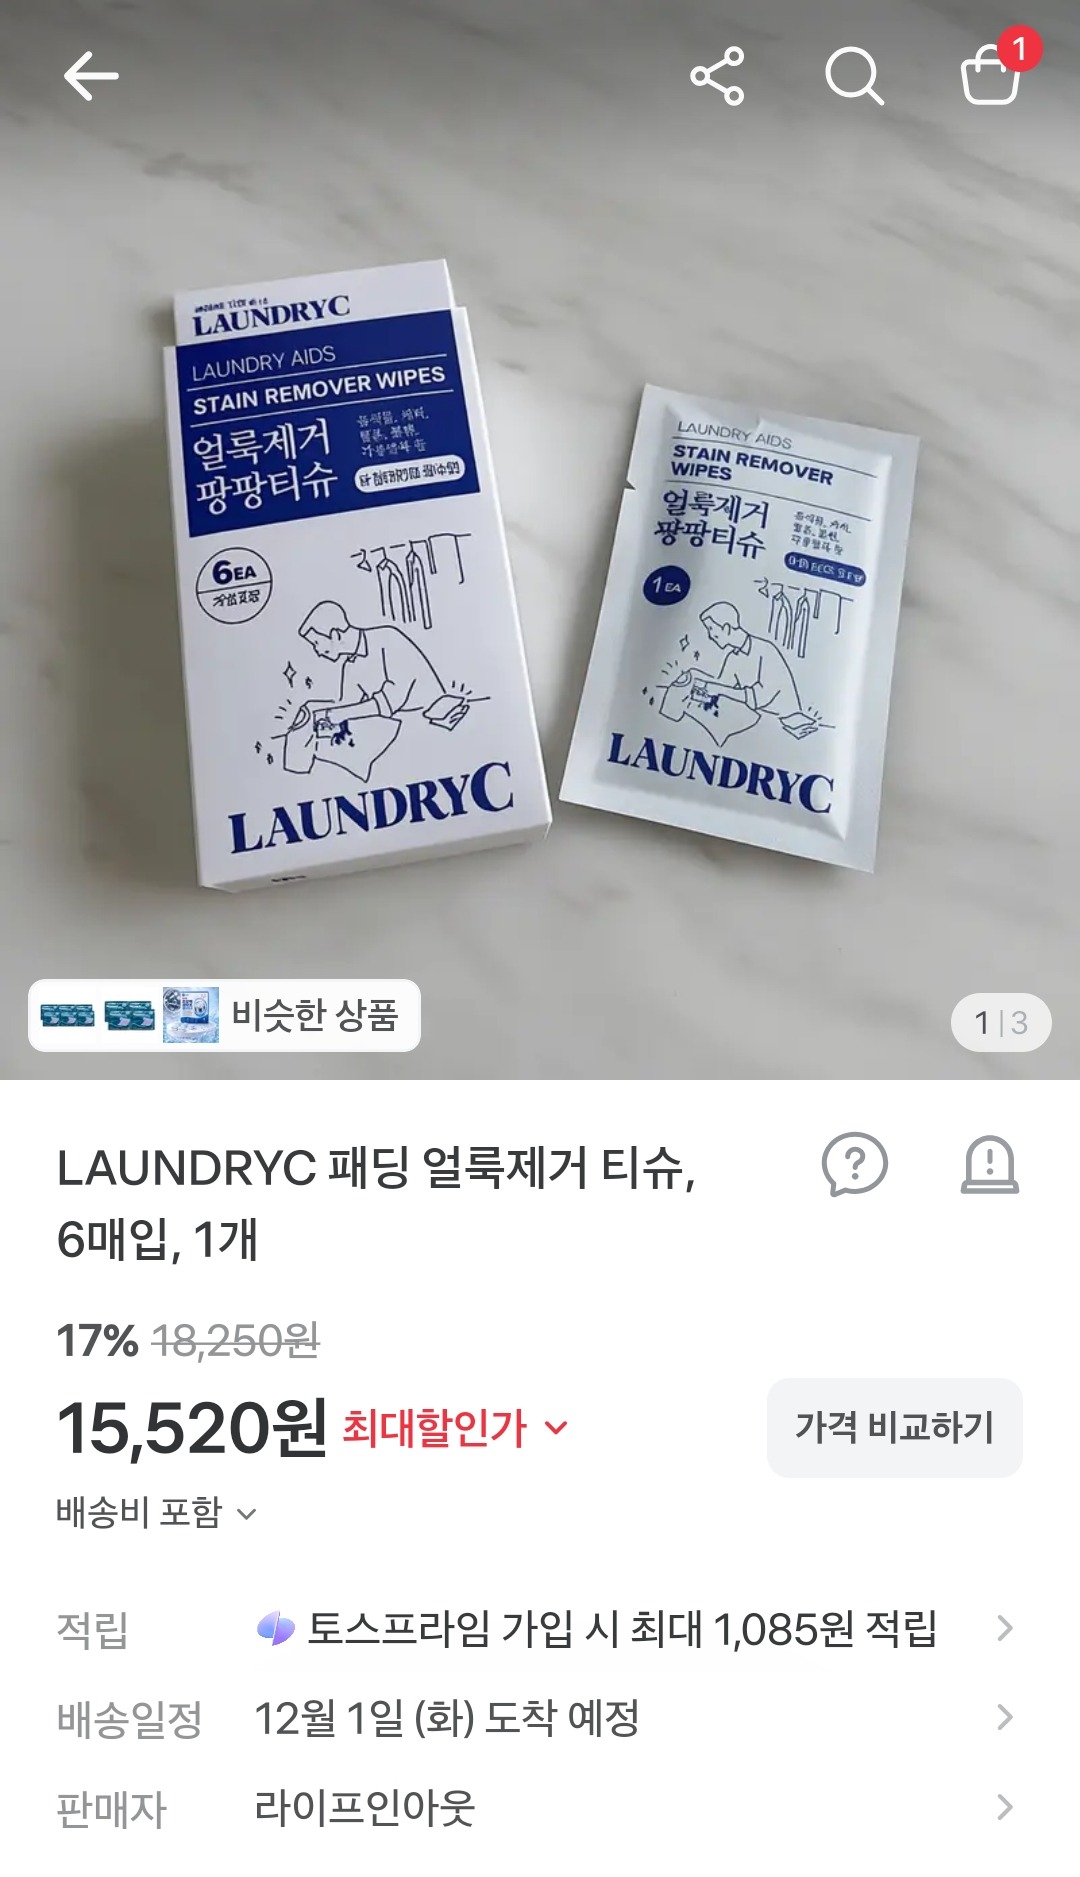 1
LAUNDRYC
LAUNDRY AIDS
STAIN REMOVER WIPES
얼룩제거
팡팡티슈
6EA
LAUNDRYC
LAUNDRY AIDS
STAIN REMOVER
WIPES
얼룩제거
팡팡티슈
1EA
LAUNDRYC
비슷한 상품
1|3
LAUNDRYC 패딩 얼룩제거 티슈,
6매입, 1개
17% 18,250원
15,520원 최대할인가
가격 비교하기
배송비 포함
적립 토스프라임 가입 시 최대 1,085원 적립
배송일정 12월 1일 (화) 도착 예정
판매자 라이프인아웃